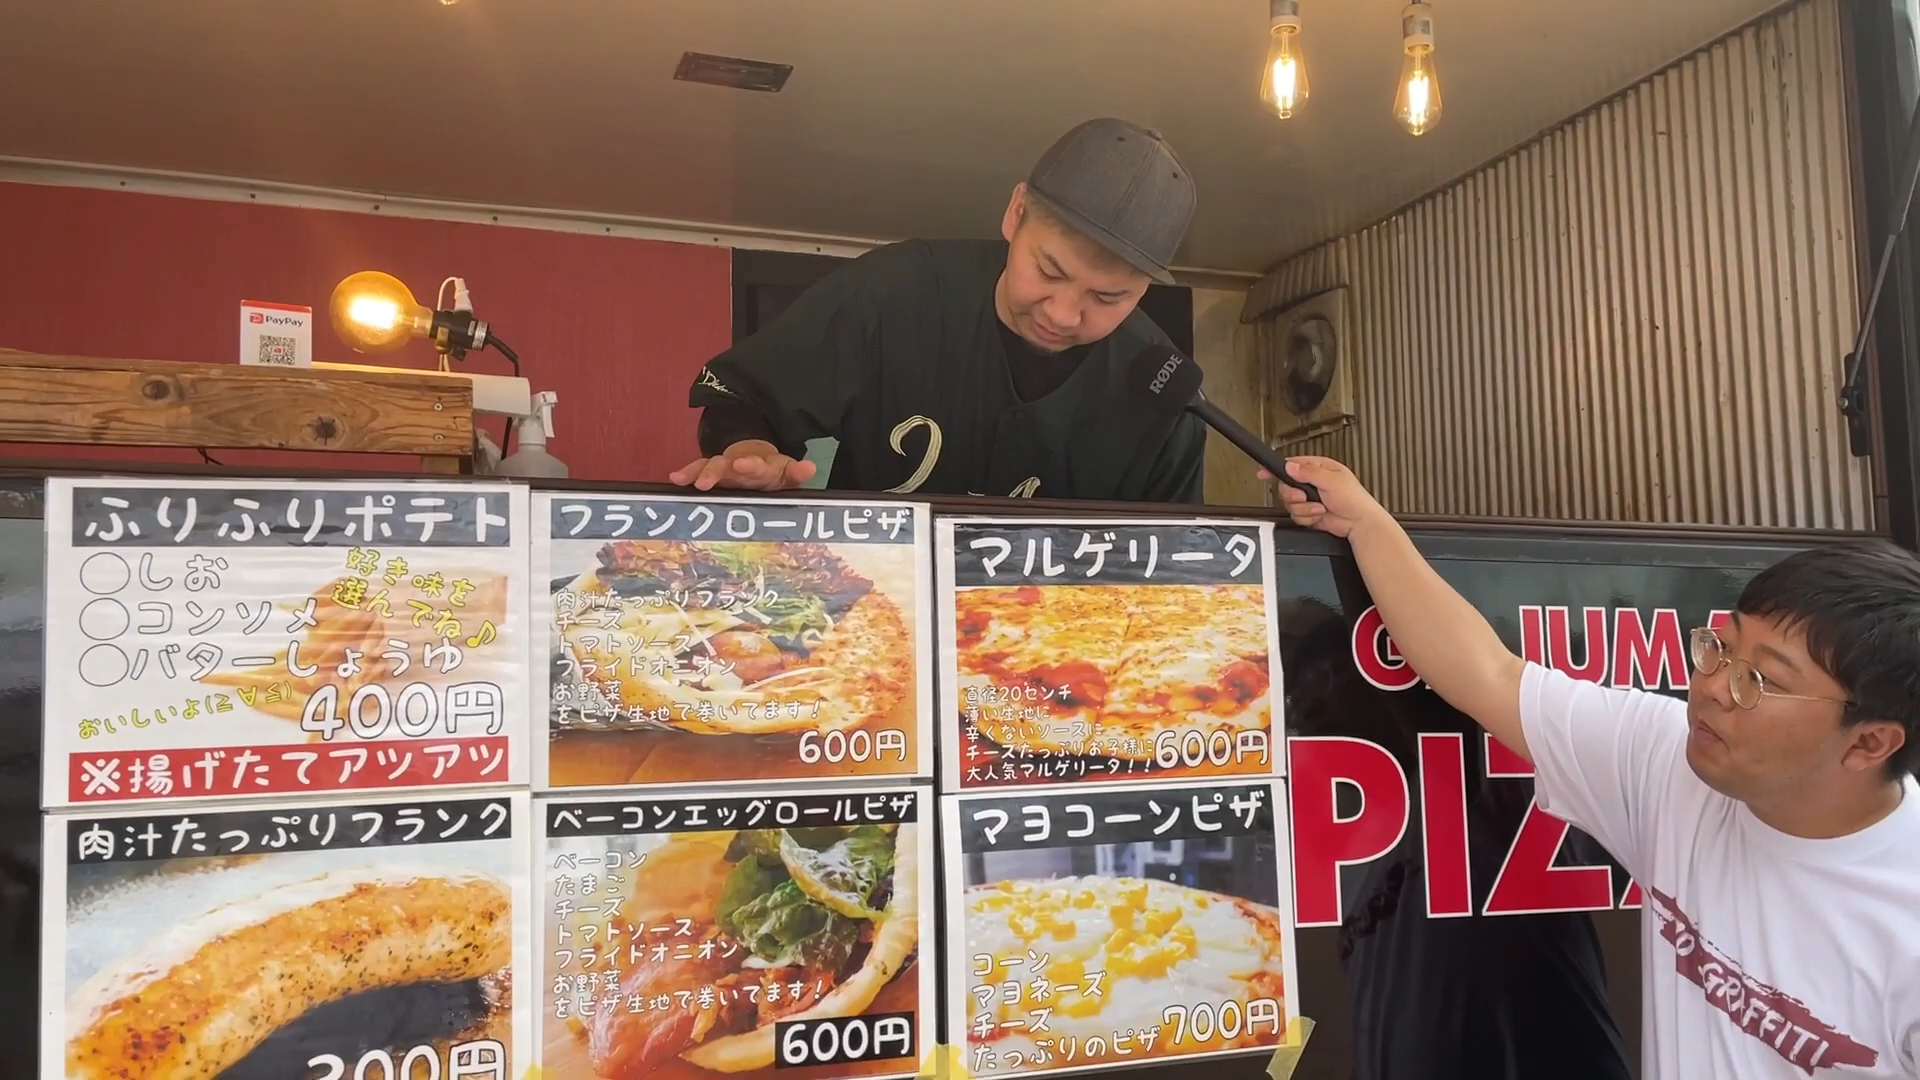 PayPay
RØDE
ふりふりポテト
○しお
○コンソメ
○バターしょうゆ
好き味を
選んでね♪
おいしいよ(≧∀≦)
400円
※揚げたてアツアツ
フランクロールピザ
肉汁たっぷりフランク
チーズ
トマトソース
フライドオニオン
お野菜
をピザ生地で巻いてます！
600円
マルゲリータ
直径20センチ
薄い生地に
辛くないソースに
チーズたっぷりお子様に
大人気マルゲリータ！！
600円
肉汁たっぷりフランク
300円
ベーコンエッグロールピザ
ベーコン
たまご
チーズ
トマトソース
フライドオニオン
お野菜
をピザ生地で巻いてます！
600円
マヨコーンピザ
コーン
マヨネーズ
チーズ
たっぷりのピザ
700円
JUMA
PIZ
GRAFFITI